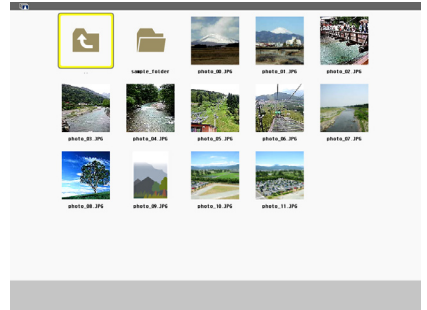 ..
sample_folder
photo_00.JPG
photo_01.JPG
photo_02.JPG
photo_03.JPG
photo_04.JPG
photo_05.JPG
photo_06.JPG
photo_07.JPG
photo_08.JPG
photo_09.JPG
photo_10.JPG
photo_11.JPG